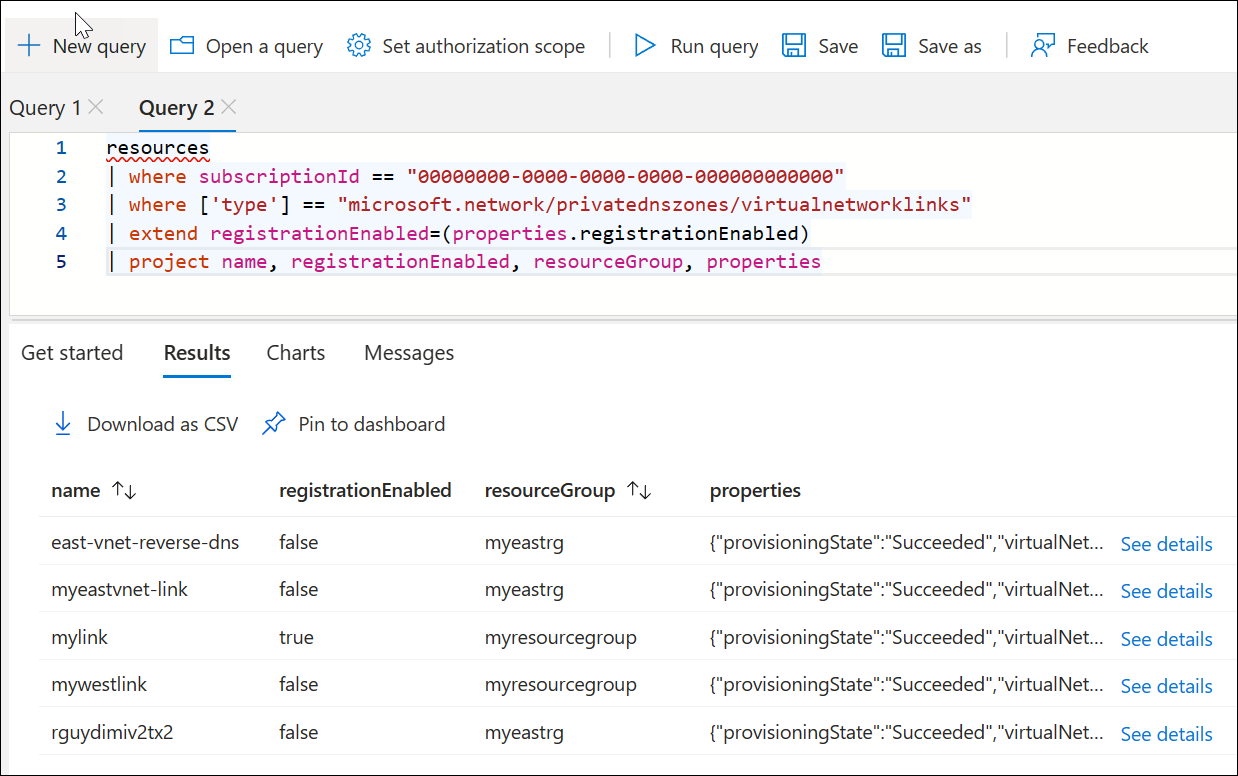 New query Open a query Set authorization scope Run query Save Save as Feedback
Query 1 Query 2
1 resources
2 | where subscriptionId == "00000000-0000-0000-0000-000000000000"
3 | where ['type'] == "microsoft.network/privatednszones/virtualnetworklinks"
4 | extend registrationEnabled=(properties.registrationEnabled)
5 | project name, registrationEnabled, resourceGroup, properties
Get started Results Charts Messages
Download as CSV Pin to dashboard
name registrationEnabled resourceGroup properties
east-vnet-reverse-dns false myeastrg {"provisioningState":"Succeeded","virtualNet... See details
myeastvnet-link false myeastrg {"provisioningState":"Succeeded","virtualNet... See details
mylink true myresourcegroup {"provisioningState":"Succeeded","virtualNet... See details
mywestlink false myresourcegroup {"provisioningState":"Succeeded","virtualNet... See details
rguydimiv2tx2 false myeastrg {"provisioningState":"Succeeded","virtualNet... See details